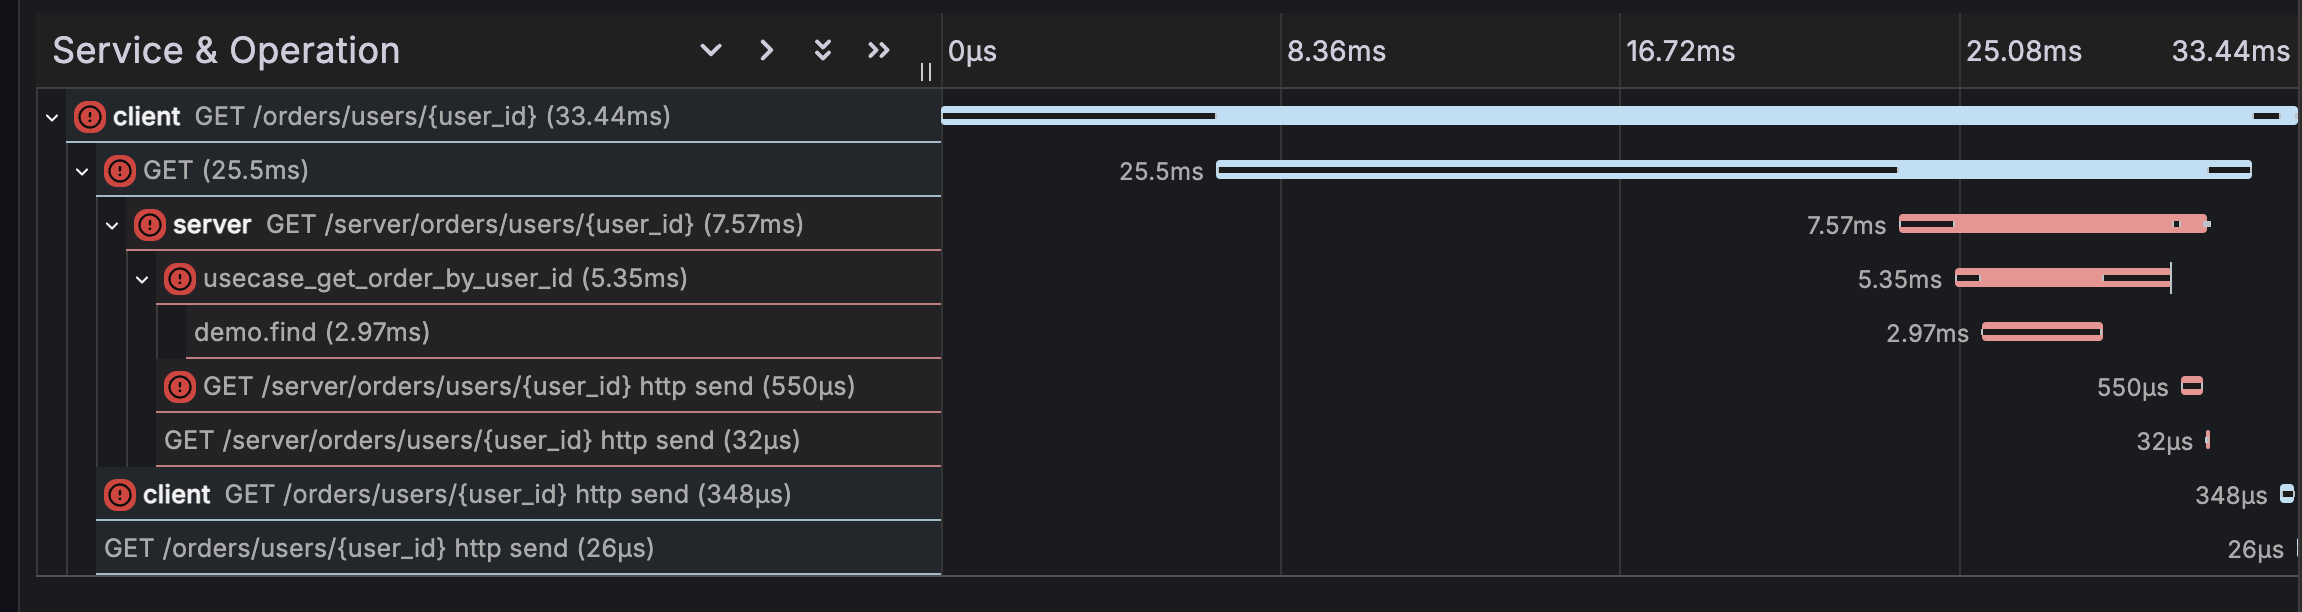 Service & Operation
0μs
8.36ms
16.72ms
25.08ms
33.44ms
client GET /orders/users/{user_id} (33.44ms)
GET (25.5ms)
25.5ms
server GET /server/orders/users/{user_id} (7.57ms)
7.57ms
usecase_get_order_by_user_id (5.35ms)
5.35ms
demo.find (2.97ms)
2.97ms
GET /server/orders/users/{user_id} http send (550μs)
550μs
GET /server/orders/users/{user_id} http send (32μs)
32μs
client GET /orders/users/{user_id} http send (348μs)
348μs
GET /orders/users/{user_id} http send (26μs)
26μs